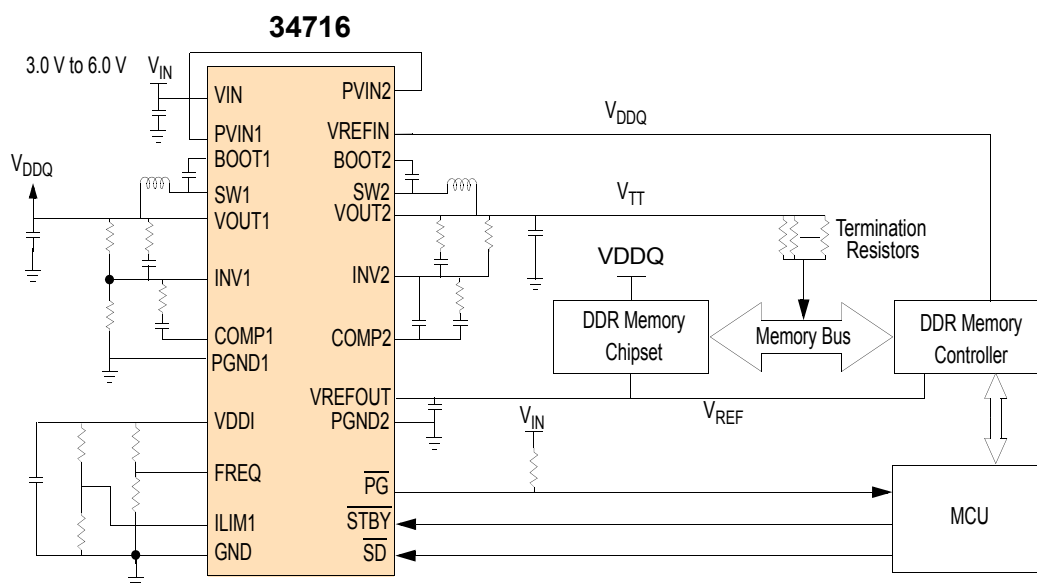 34716
3.0 V to 6.0 V
VIN
VIN
PVIN1
BOOT1
VDDQ
SW1
VOUT1
INV1
COMP1
PGND1
VDDI
FREQ
ILIM1
GND
PVIN2
VREFIN
BOOT2
SW2
VOUT2
INV2
COMP2
VREFOUT
PGND2
PG
STBY
SD
VDDQ
VTT
Termination
Resistors
VDDQ
DDR Memory
Chipset
Memory Bus
DDR Memory
Controller
VREF
VIN
MCU